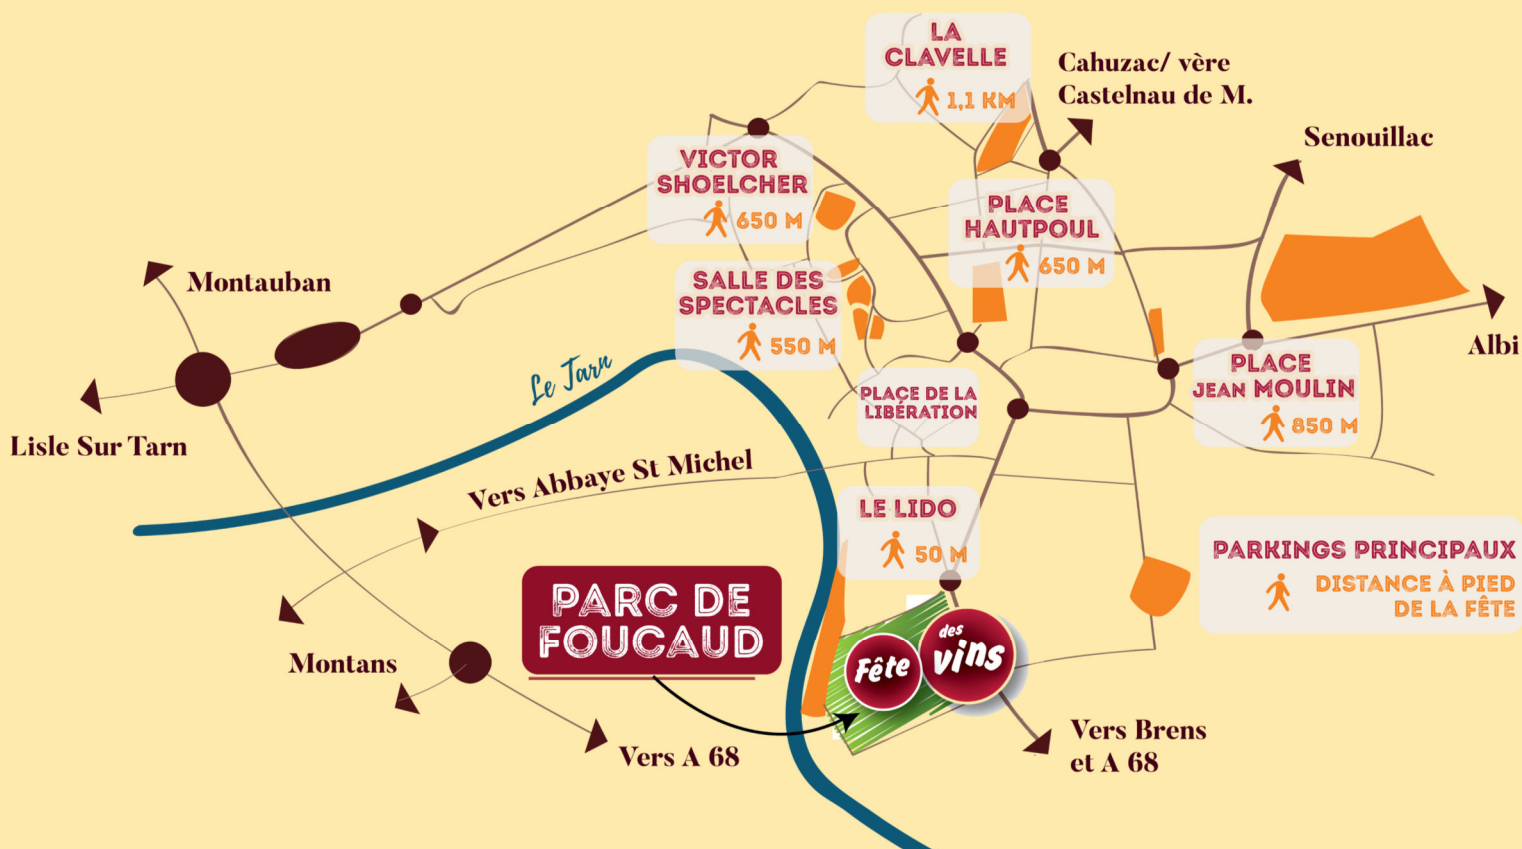 LA
CLAVELLE
1,1 KM
Cahuzac/ vère
Castelnau de M.
Senouillac
VICTOR
SHOELCHER
650 M
PLACE
HAUTPOUL
650 M
Montauban
SALLE DES
SPECTACLES
550 M
Albi
Le Tarn
PLACE
JEAN MOULIN
850 M
PLACE DE LA
LIBÉRATION
Lisle Sur Tarn
Vers Abbaye St Michel
LE LIDO
50 M
PARKINGS PRINCIPAUX
DISTANCE À PIED
DE LA FÊTE
PARC DE
FOUCAUD
Fête
des
vins
Montans
Vers A 68
Vers Brens
et A 68